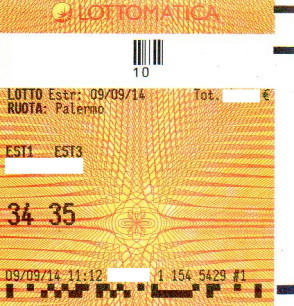 LOTTOMATICA
10
LOTTO Estr: 09/09/14 Tot. €
RUOTA: Palermo
EST1 EST3
34 35
09/09/14 11:12 1 154 5429 #1